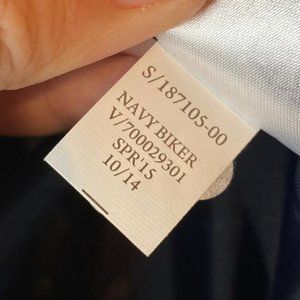 S/187105-00
NAVY BIKER
V/700029301
SPR'15
10/14